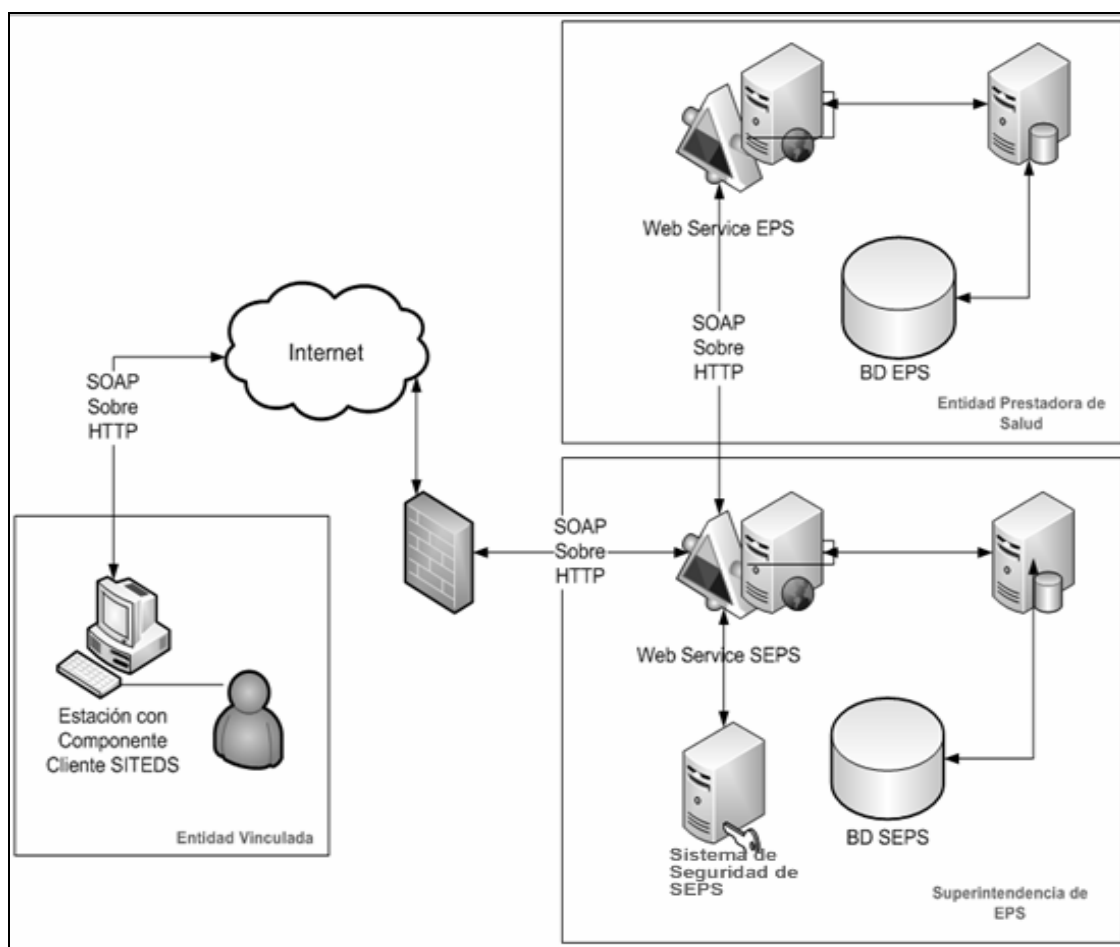 Web Service EPS
SOAP
Sobre
HTTP
BD EPS
Entidad Prestadora de
Salud
Internet
SOAP
Sobre
HTTP
SOAP
Sobre
HTTP
Web Service SEPS
Estación con
Componente
Cliente SITEDS
Entidad Vinculada
BD SEPS
Sistema de
Seguridad de
SEPS
Superintendencia de
EPS